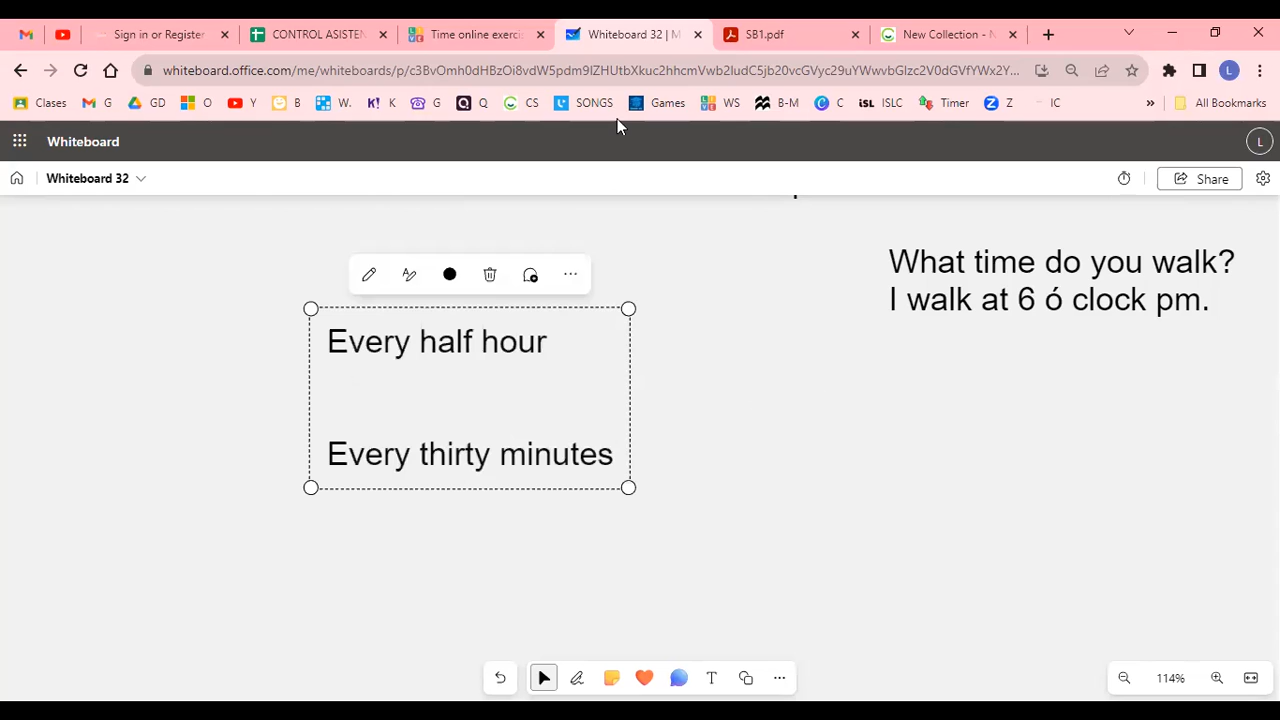 Sign in or Register
CONTROL ASISTEN
Time online exerci
Whiteboard 32 | M
SB1.pdf
New Collection - N
Clases
G
GD
O
Y
B
W.
K
G
Q
CS
SONGS
Games
WS
B-M
C
ISLC
Timer
Z
IC
»
All Bookmarks
Whiteboard
L
Whiteboard 32
Share
What time do you walk?
I walk at 6 ó clock pm.
Every half hour
Every thirty minutes
114%